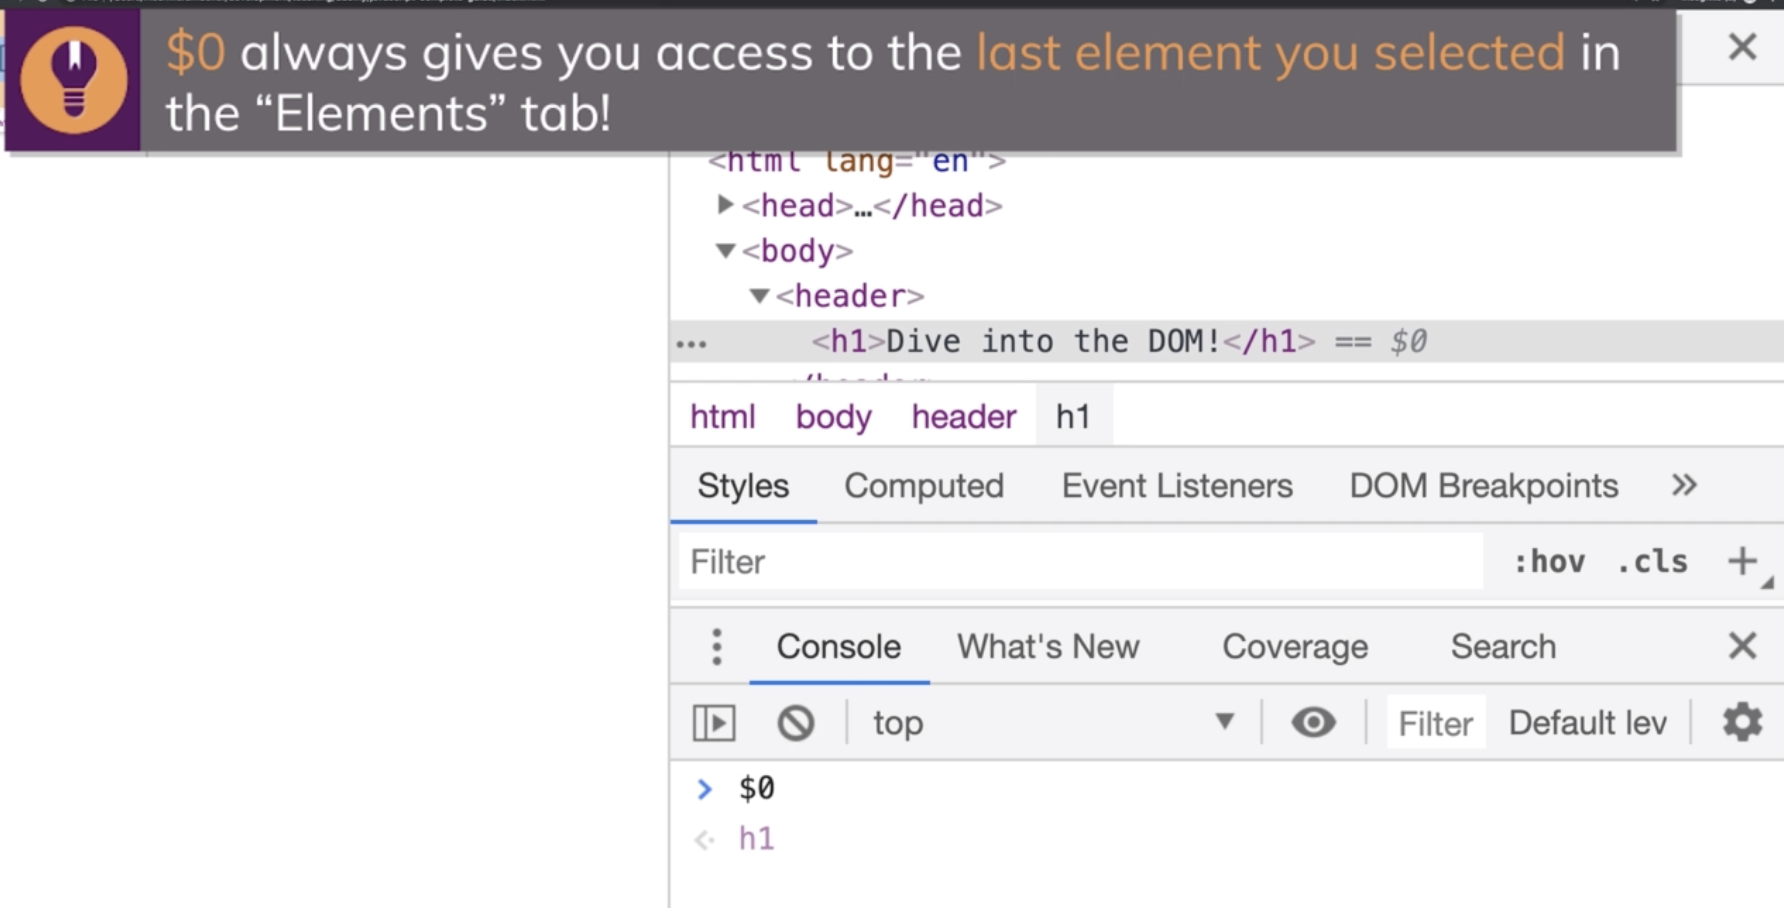 $0 always gives you access to the last element you selected in
the “Elements” tab!
<html lang="en">
<head>…</head>
<body>
<header>
… <h1>Dive into the DOM!</h1> == $0
html body header h1
Styles Computed Event Listeners DOM Breakpoints »
Filter :hov .cls +
Console What's New Coverage Search
top Filter Default lev
> $0
h1